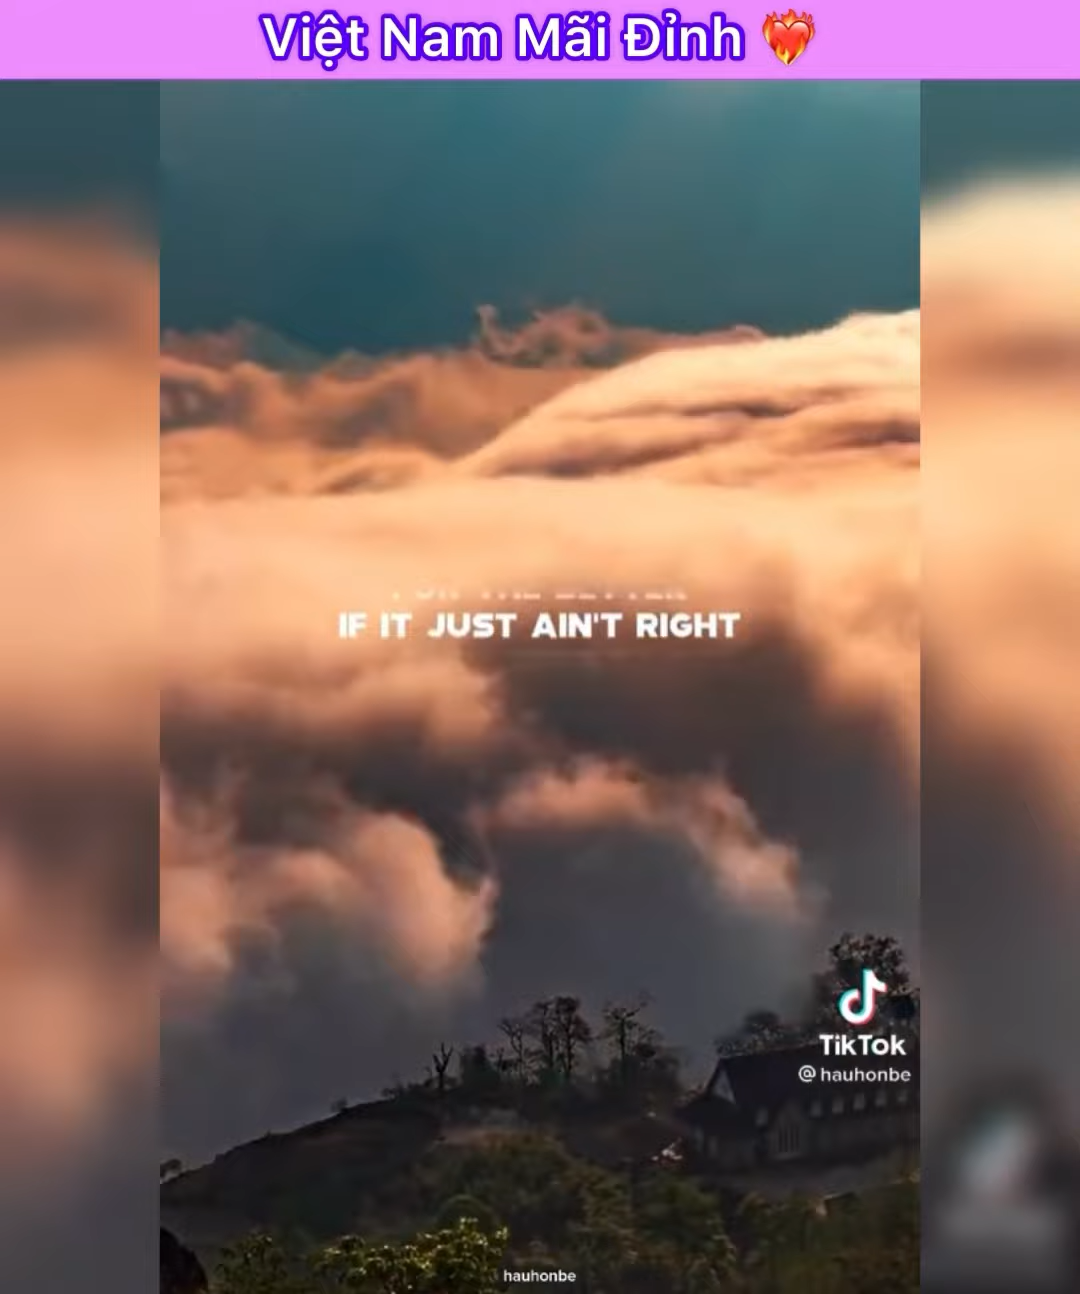 Việt Nam Mãi Đỉnh ❤️‍🔥
IF IT JUST AIN'T RIGHT
TikTok
@hauhonbe
hauhonbe